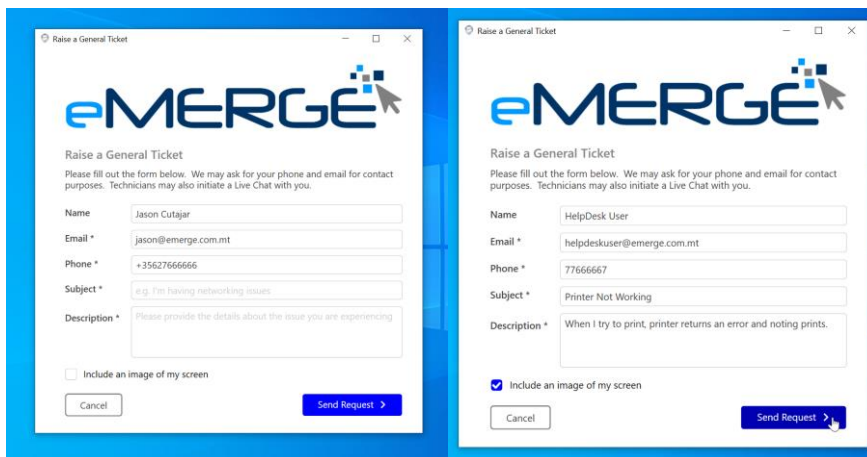 Raise a General Ticket
eMERGE
Raise a General Ticket
Please fill out the form below.  We may ask for your phone and email for contact
purposes.  Technicians may also initiate a Live Chat with you.
Name
Jason Cutajar
Email *
jason@emerge.com.mt
Phone *
+35627666666
Subject *
e.g. I'm having networking issues
Description *
Please provide the details about the issue you are experiencing
Include an image of my screen
Cancel
Send Request
Raise a General Ticket
eMERGE
Raise a General Ticket
Please fill out the form below.  We may ask for your phone and email for contact
purposes.  Technicians may also initiate a Live Chat with you.
Name
HelpDesk User
Email *
helpdeskuser@emerge.com.mt
Phone *
77666667
Subject *
Printer Not Working
Description *
When I try to print, printer returns an error and noting prints.
Include an image of my screen
Cancel
Send Request